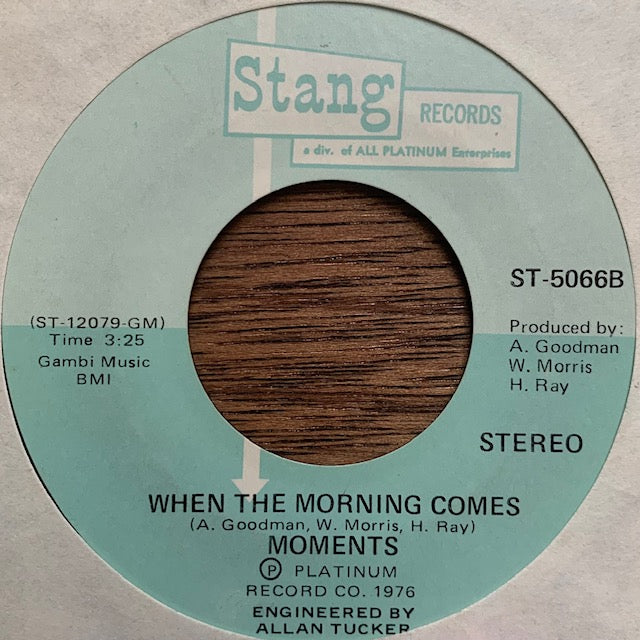 Stang
RECORDS
a div. of ALL PLATINUM Enterprises
ST-5066B
(ST-12079-GM)
Time 3:25
Gambi Music
BMI
Produced by:
A. Goodman
W. Morris
H. Ray
STEREO
WHEN THE MORNING COMES
(A. Goodman, W. Morris, H. Ray)
MOMENTS
Ⓟ PLATINUM
RECORD CO. 1976
ENGINEERED BY
ALLAN TUCKER